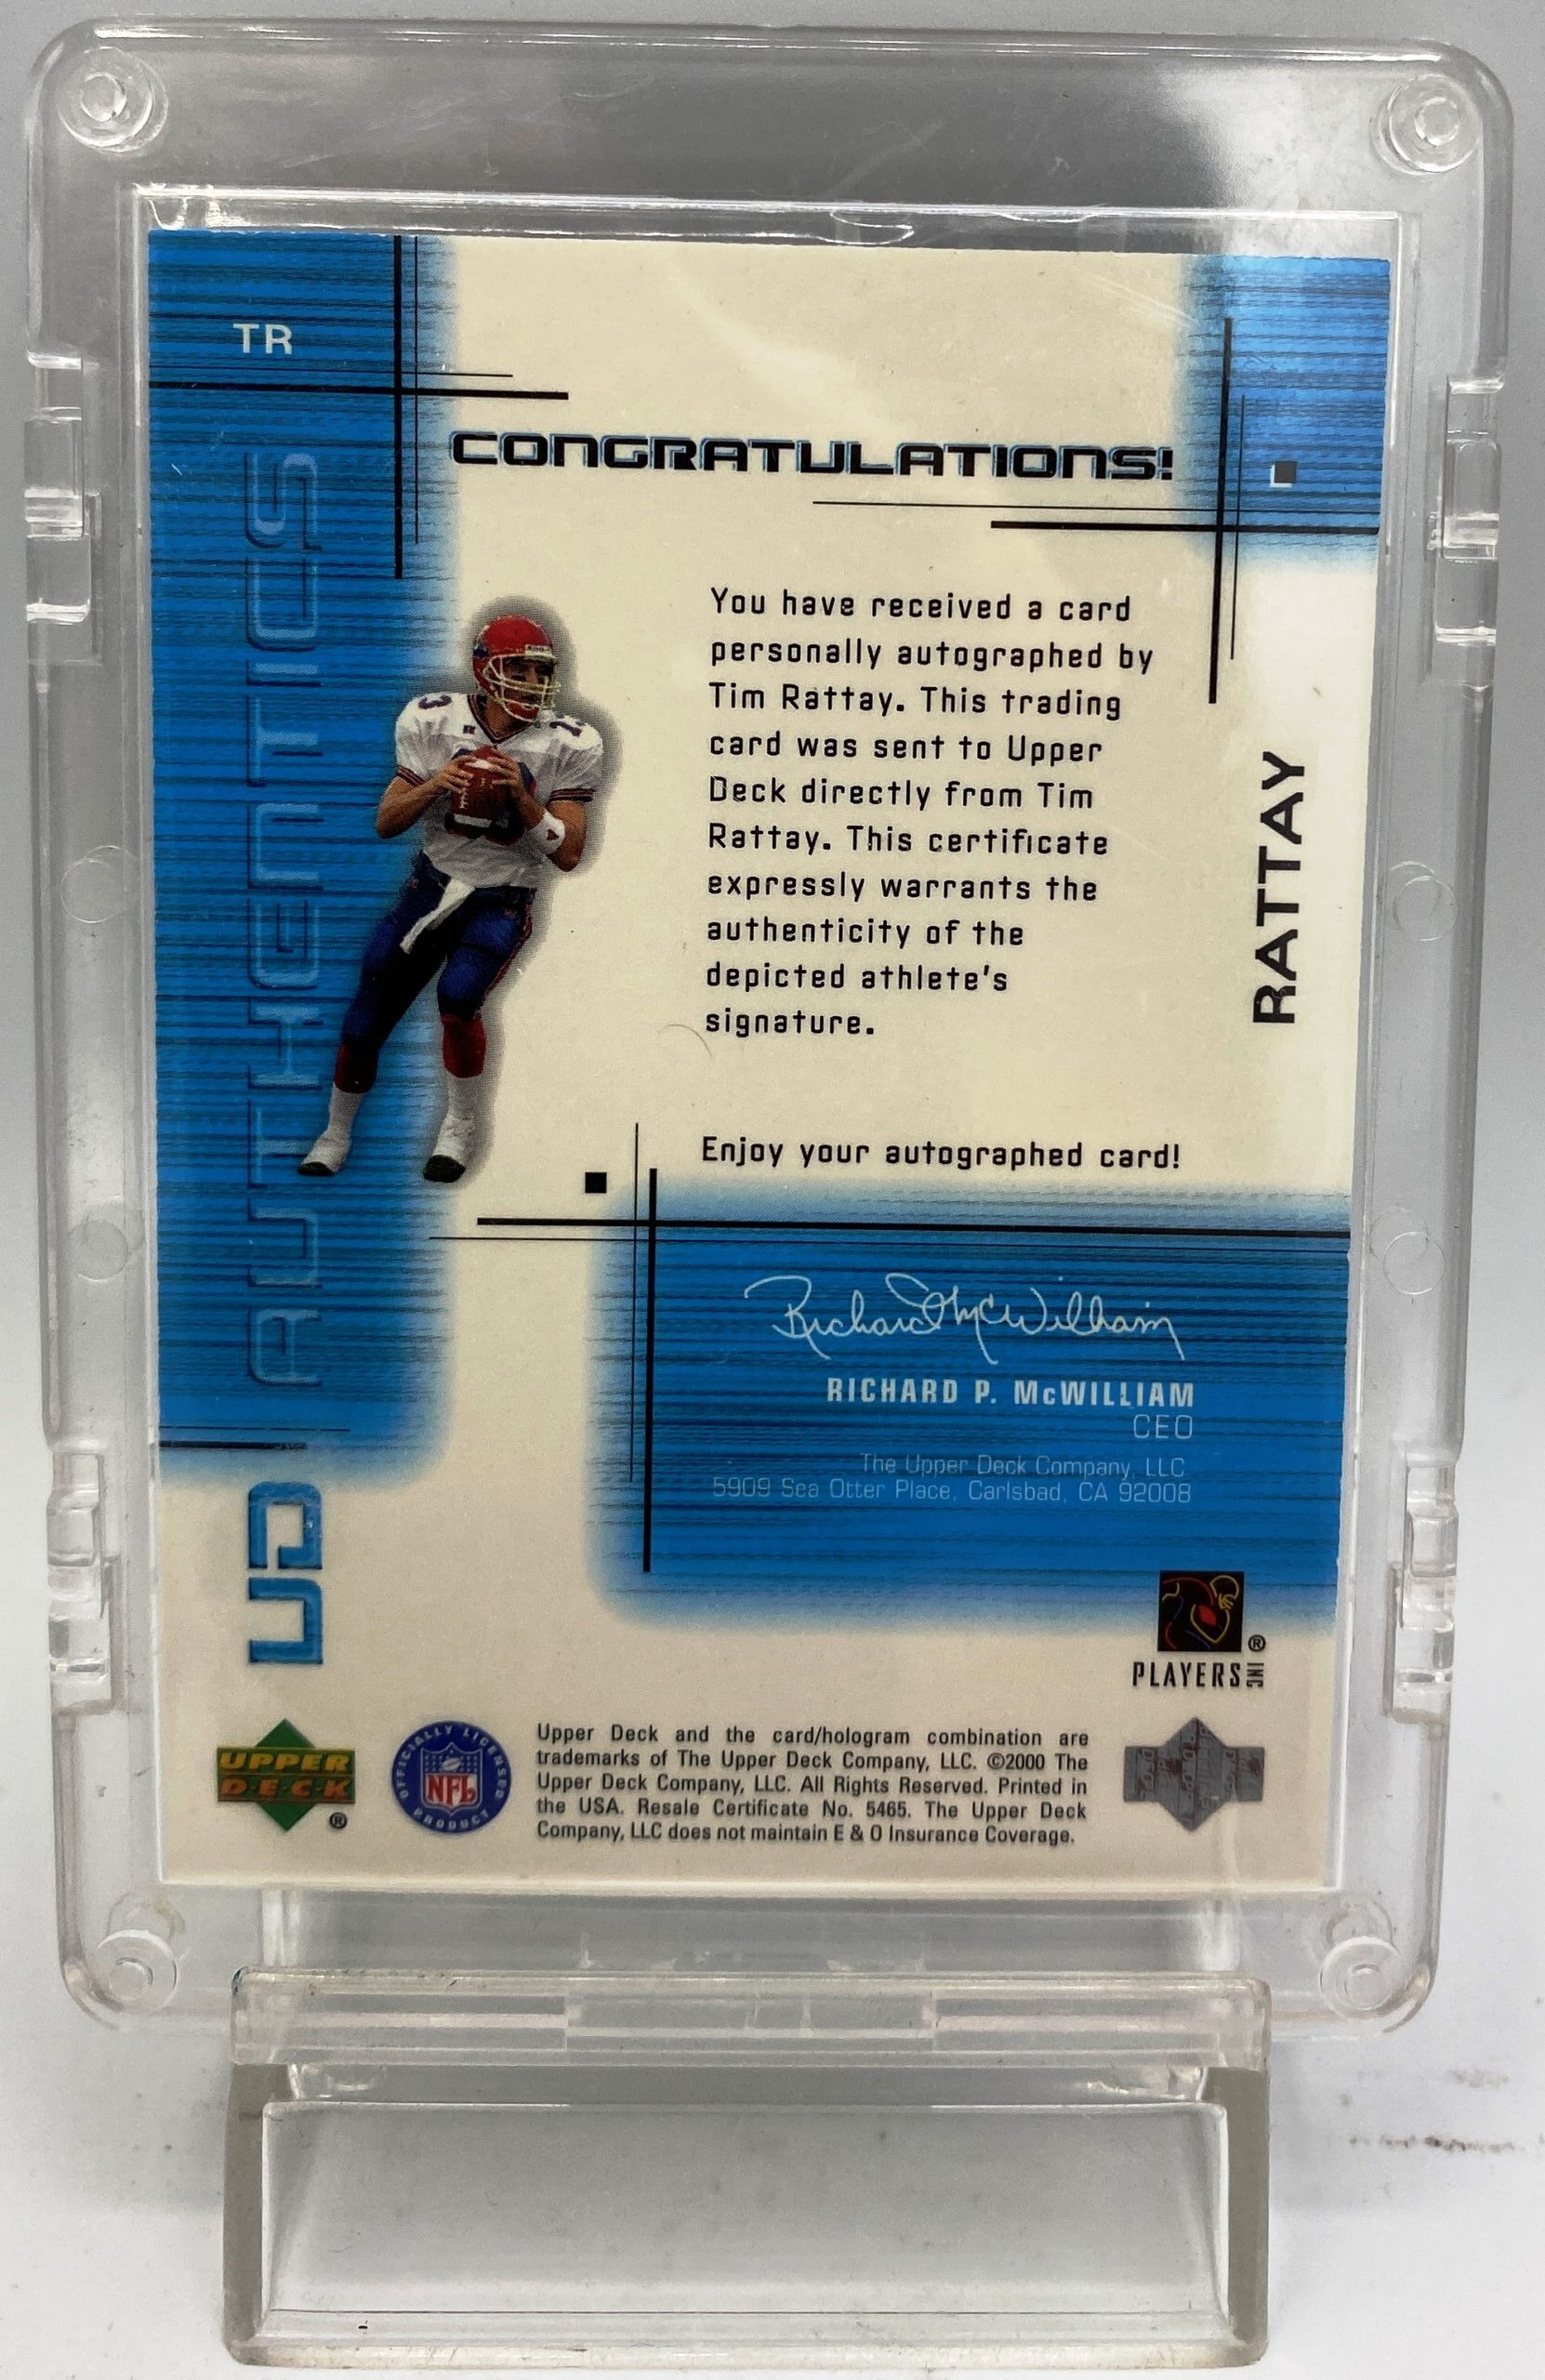 TR
CONGRATULATIONS!
You have received a card
personally autographed by
Tim Rattay. This trading
card was sent to Upper
Deck directly from Tim
Rattay. This certificate
expressly warrants the
authenticity of the
depicted athlete's
signature.
RATTAY
Enjoy your autographed card!
UD AUTHENTICS
Richard McWilliam
RICHARD P. McWILLIAM
CEO
The Upper Deck Company, LLC
5909 Sea Otter Place, Carlsbad, CA 92008
PLAYERS INC ®
UPPER
DECK ®
OFFICIALLY LICENSED
NFL
PRODUCT
Upper Deck and the card/hologram combination are
trademarks of The Upper Deck Company, LLC. ©2000 The
Upper Deck Company, LLC. All Rights Reserved. Printed in
the USA. Resale Certificate No. 5465. The Upper Deck
Company, LLC does not maintain E & O Insurance Coverage.